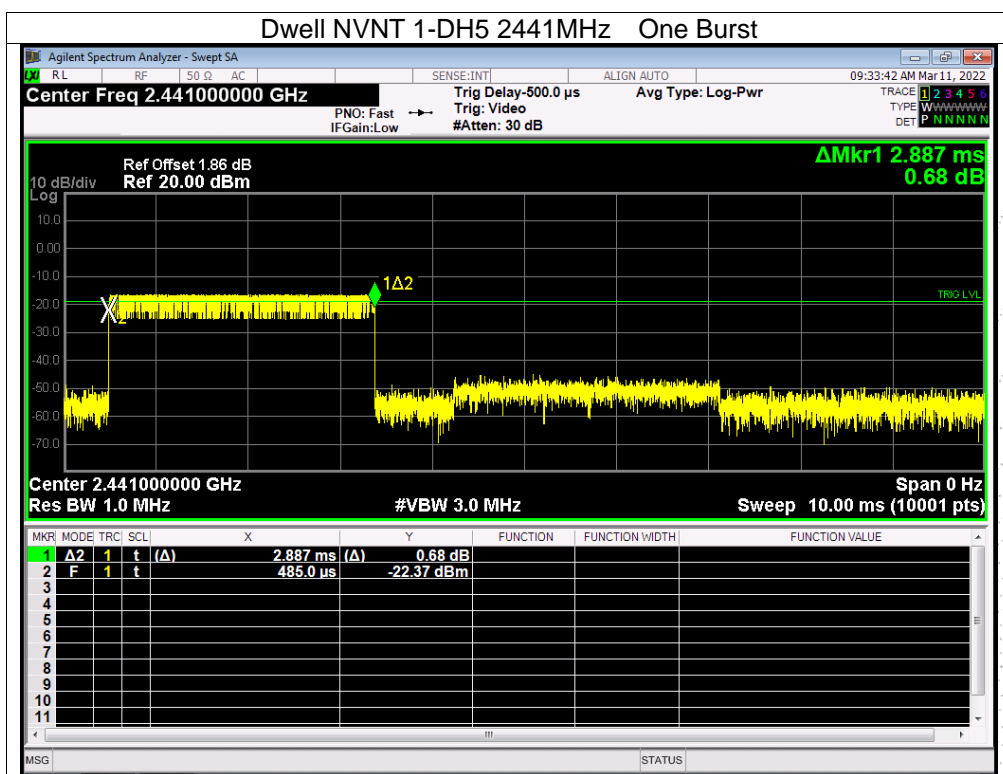 Dwell NVNT 1-DH5 2441MHz One Burst
Agilent Spectrum Analyzer - Swept SA
LXI RL RF 50 Ω AC SENSE:INT ALIGN AUTO 09:33:42 AM Mar 11, 2022
Center Freq 2.441000000 GHz
PNO: Fast
IFGain:Low
Trig Delay-500.0 µs
Trig: Video
#Atten: 30 dB
Avg Type: Log-Pwr
TRACE 1 2 3 4 5 6
TYPE WWWWWW
DET P N N N N N
ΔMkr1 2.887 ms
0.68 dB
Ref Offset 1.86 dB
10 dB/div Ref 20.00 dBm
Log
10.0
0.00
-10.0
1Δ2
TRIG LVL
-20.0
X2
-30.0
-40.0
-50.0
-60.0
-70.0
Center 2.441000000 GHz Span 0 Hz
Res BW 1.0 MHz #VBW 3.0 MHz Sweep 10.00 ms (10001 pts)
MKR MODE TRC SCL X Y FUNCTION FUNCTION WIDTH FUNCTION VALUE
1 Δ2 1 t (Δ) 2.887 ms (Δ) 0.68 dB
2 F 1 t 485.0 µs -22.37 dBm
3
4
5
6
7
8
9
10
11
MSG STATUS